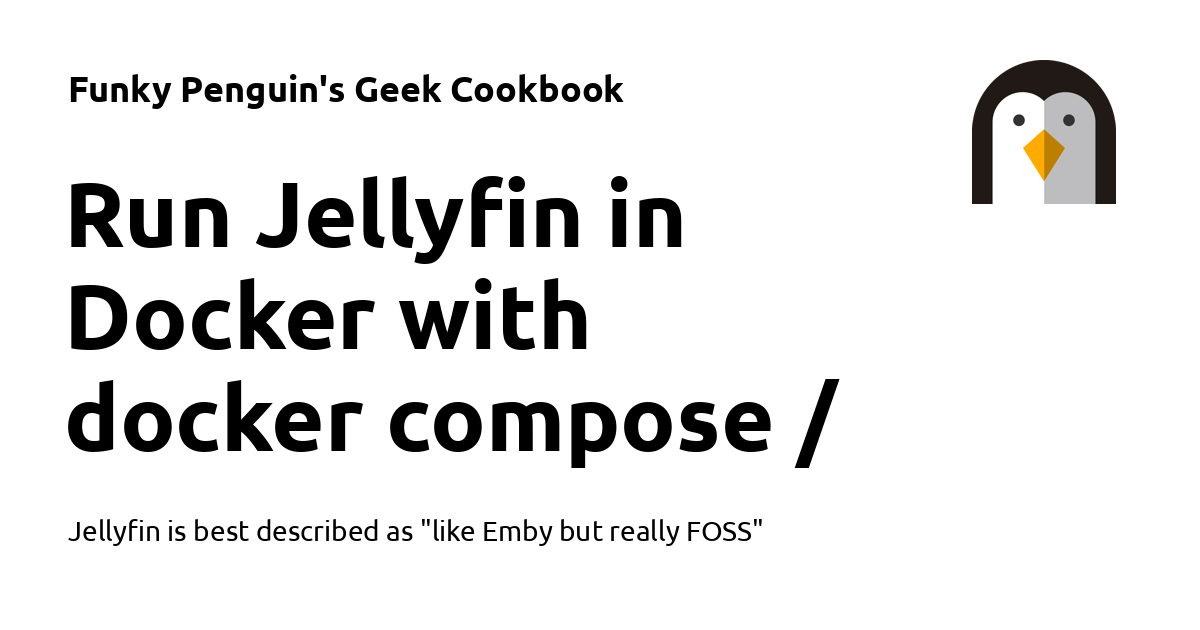 Funky Penguin's Geek Cookbook
Run Jellyfin in
Docker with
docker compose /
Jellyfin is best described as "like Emby but really FOSS"